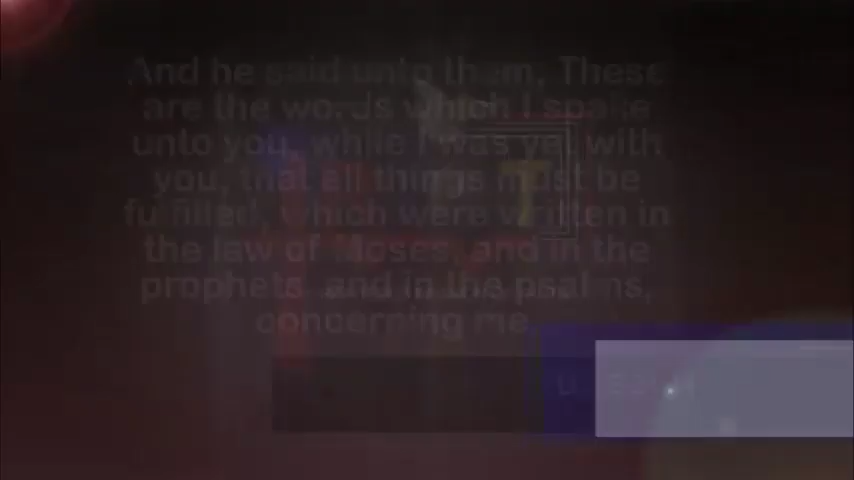 And he said unto them, These
are the words which I spake
unto you, while I was yet with
you, that all things must be
fulfilled, which were written in
the law of Moses, and in the
prophets, and in the psalms,
concerning me.
T